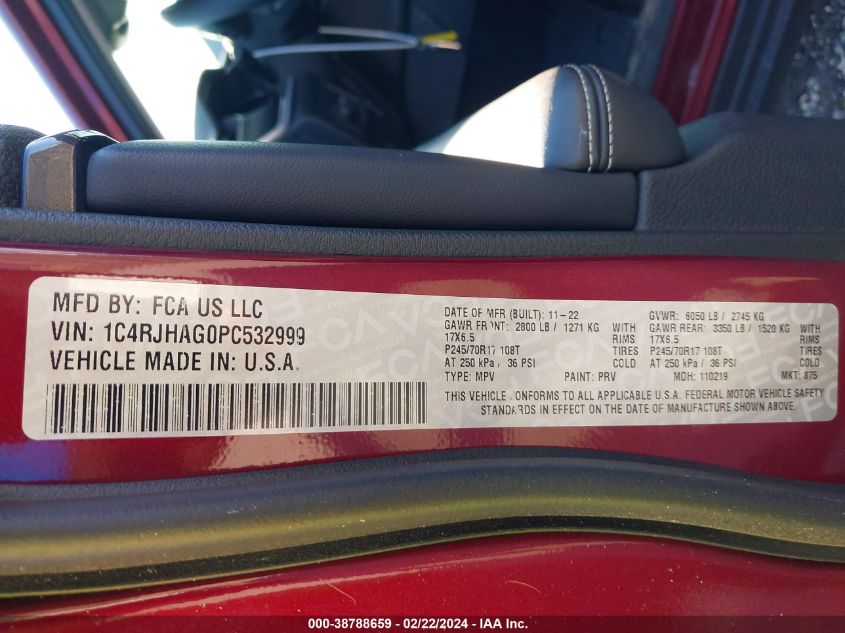 MFD BY: FCA US LLC
VIN: 1C4RJHAG0PC532999
VEHICLE MADE IN: U.S.A.
DATE OF MFR (BUILT): 11-22 GVWR: 6050 LB / 2745 KG
GAWR FRONT: 2800 LB / 1271 KG GAWR REAR: 3350 LB / 1520 KG
17X6.5 RIMS 17X6.5 RIMS
P245/70R17 108T TIRES P245/70R17 108T TIRES
AT 250 kPa / 36 PSI COLD AT 250 kPa / 36 PSI COLD
TYPE: MPV PAINT: PRV MDH: 110219 MKT: 875
THIS VEHICLE CONFORMS TO ALL APPLICABLE U.S.A. FEDERAL MOTOR VEHICLE SAFETY
STANDARDS IN EFFECT ON THE DATE OF MANUFACTURE SHOWN ABOVE.
000-38788659 - 02/22/2024 - COPYRIGHT © IAA, Inc.